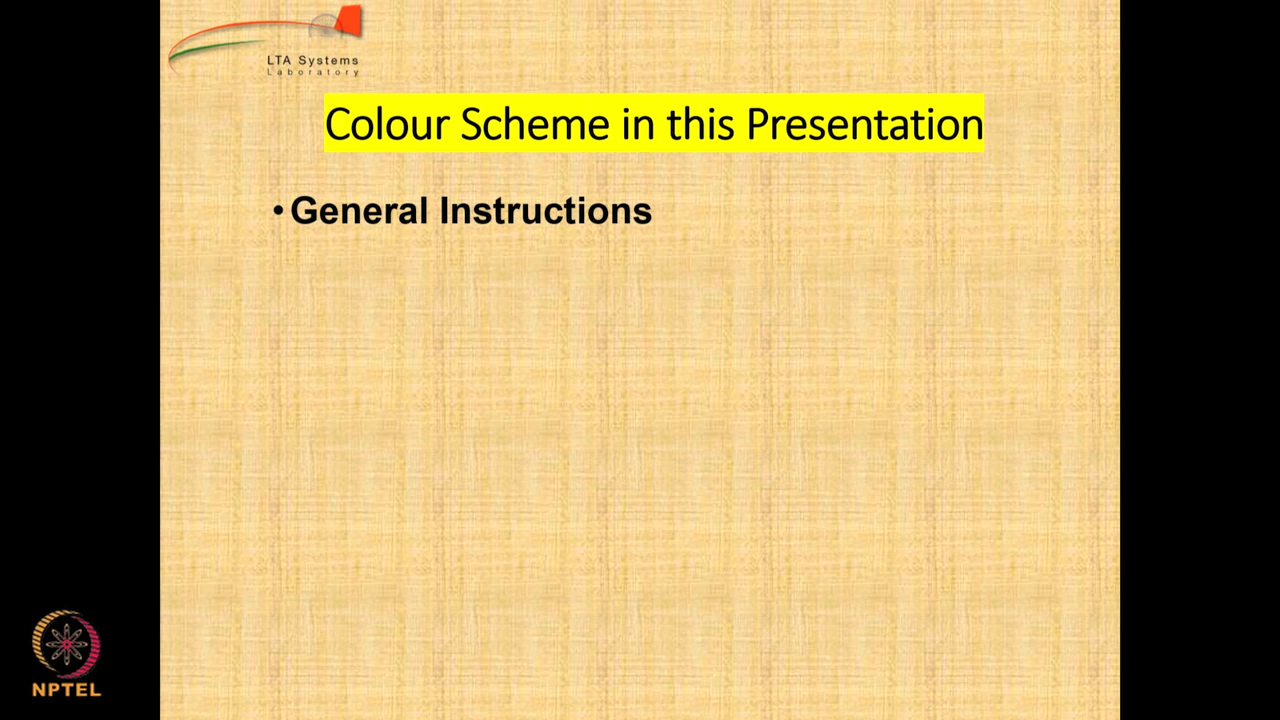 LTA Systems
Laboratory
Colour Scheme in this Presentation
• General Instructions
NPTEL